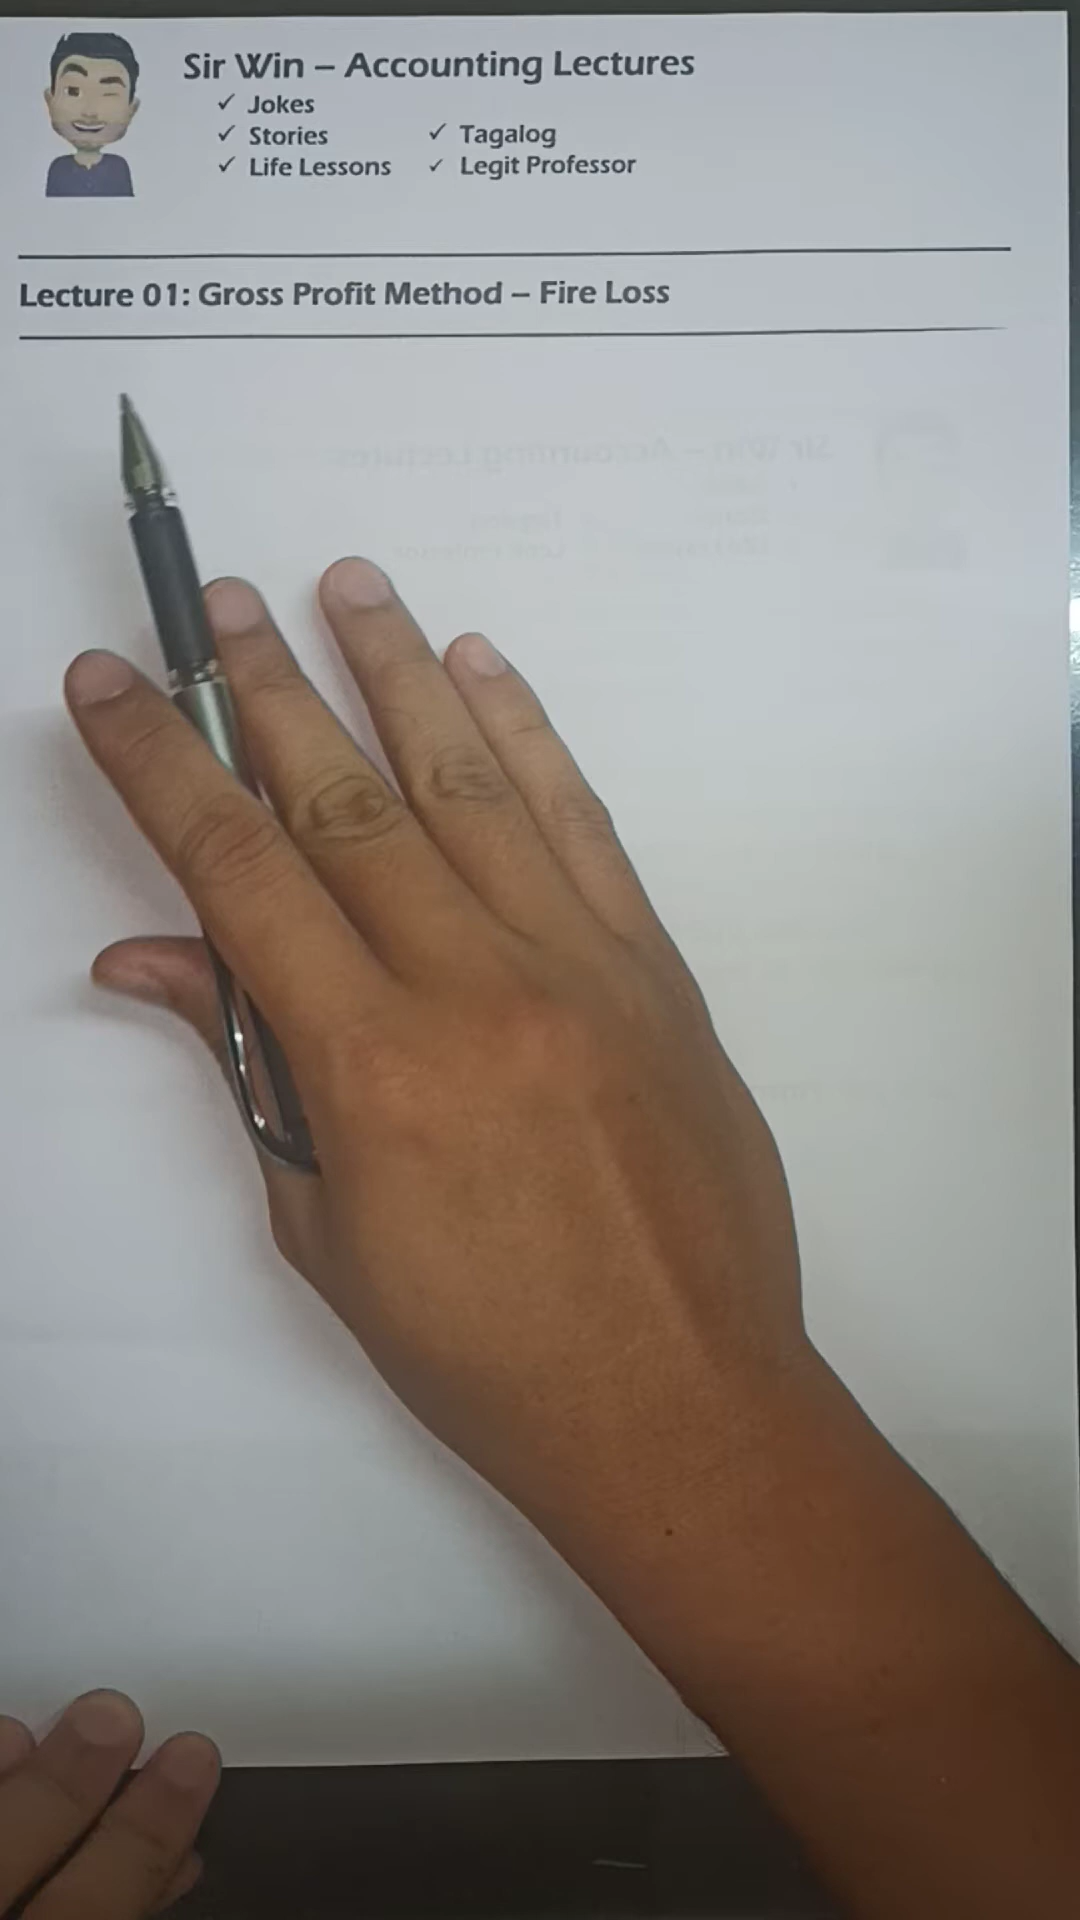 Sir Win – Accounting Lectures
✓ Jokes
✓ Stories ✓ Tagalog
✓ Life Lessons ✓ Legit Professor
Lecture 01: Gross Profit Method – Fire Loss